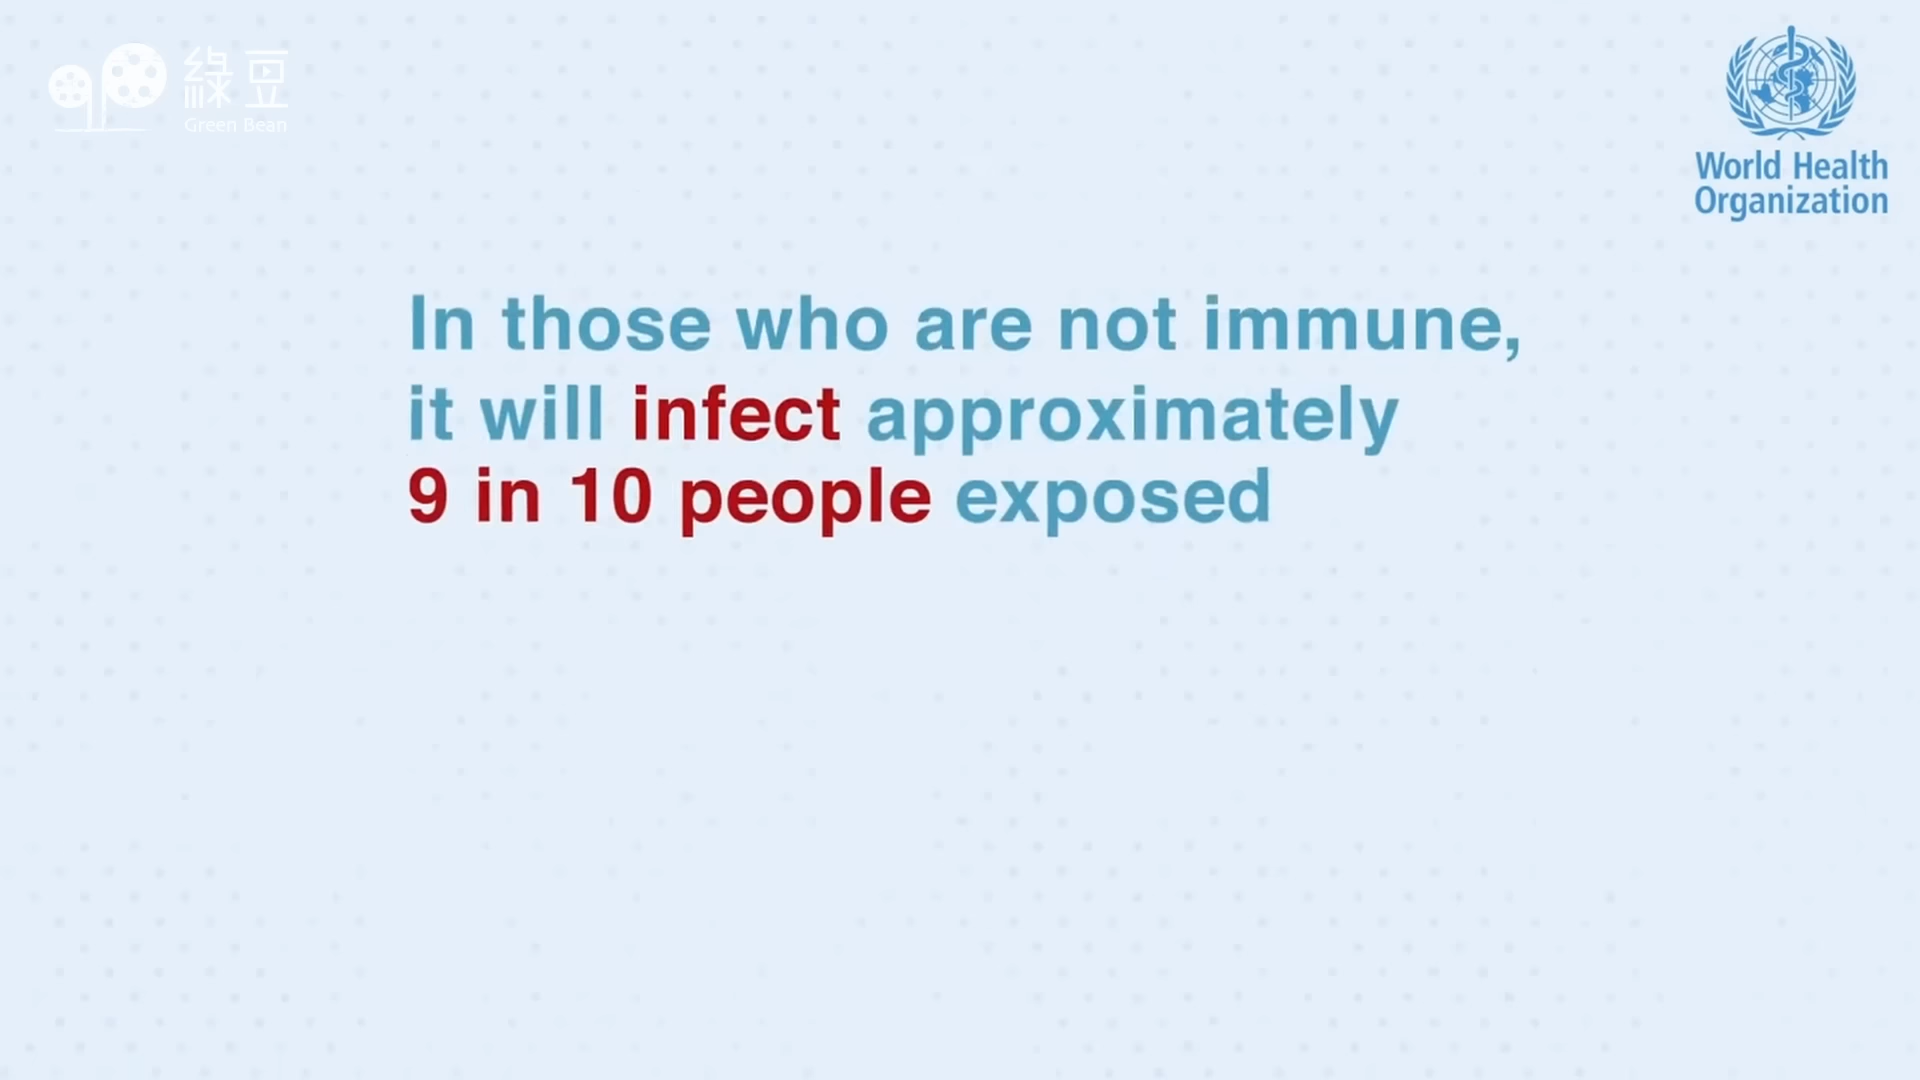 綠豆
Green Bean
World Health
Organization
In those who are not immune,
it will infect approximately
9 in 10 people exposed